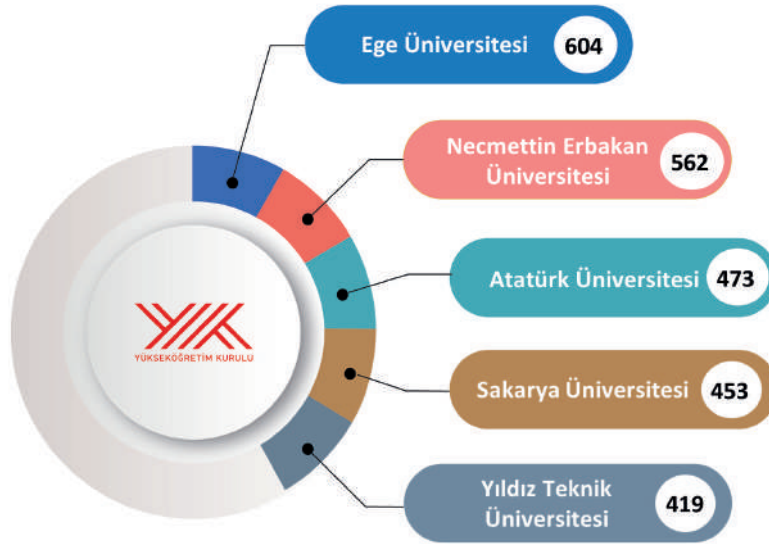 Ege Üniversitesi
604
Necmettin Erbakan
Üniversitesi
562
Atatürk Üniversitesi
473
YÜKSEKÖĞRETİM KURULU
Sakarya Üniversitesi
453
Yıldız Teknik
Üniversitesi
419